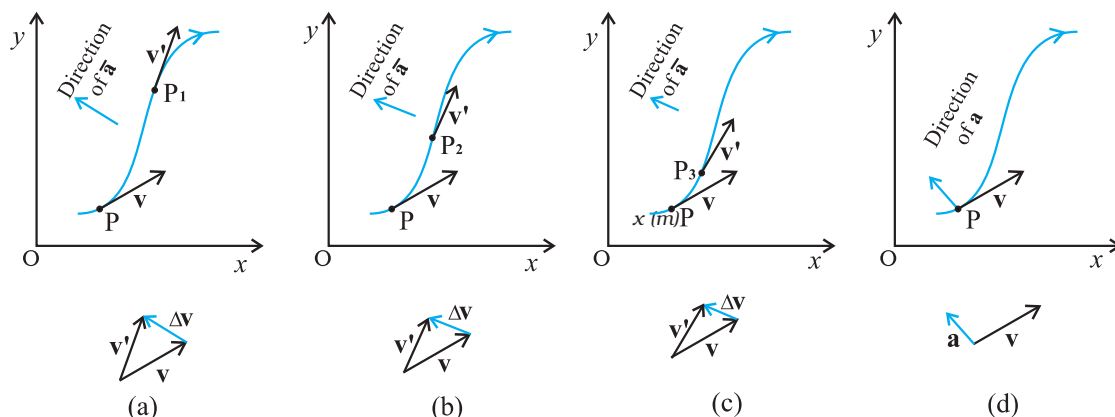 y
v'
Direction
of a̅
P₁
v
P
O
x
Δv
v'
v
(a)
y
Direction
of a̅
v'
P₂
v
P
O
x
Δv
v'
v
(b)
y
Direction
of a̅
P₃
v'
v
x (m)P
O
x
Δv
v'
v
(c)
y
Direction
of a
v
P
O
x
a
v
(d)